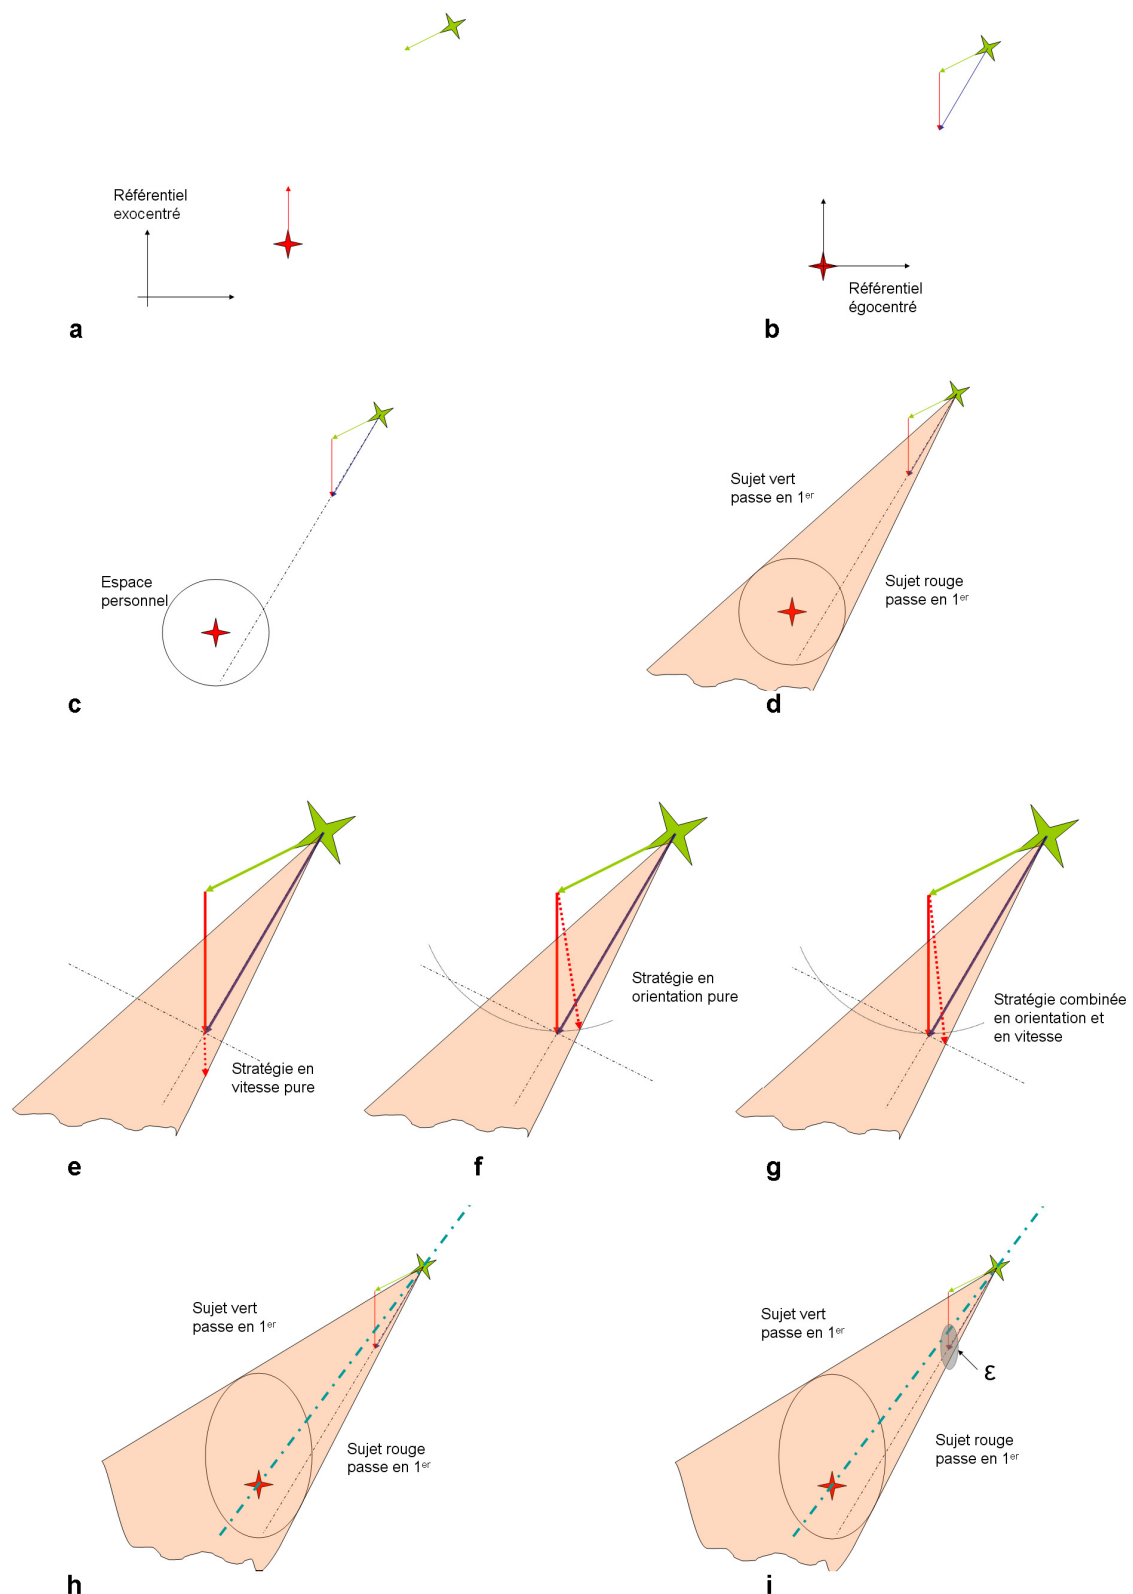 Référentiel
exocentré
a
Référentiel
égocentré
b
Espace
personnel
c
Sujet vert
passe en 1er
Sujet rouge
passe en 1er
d
Stratégie en
vitesse pure
e
Stratégie en
orientation pure
f
Stratégie combinée
en orientation et
en vitesse
g
Sujet vert
passe en 1er
Sujet rouge
passe en 1er
h
Sujet vert
passe en 1er
ε
Sujet rouge
passe en 1er
i